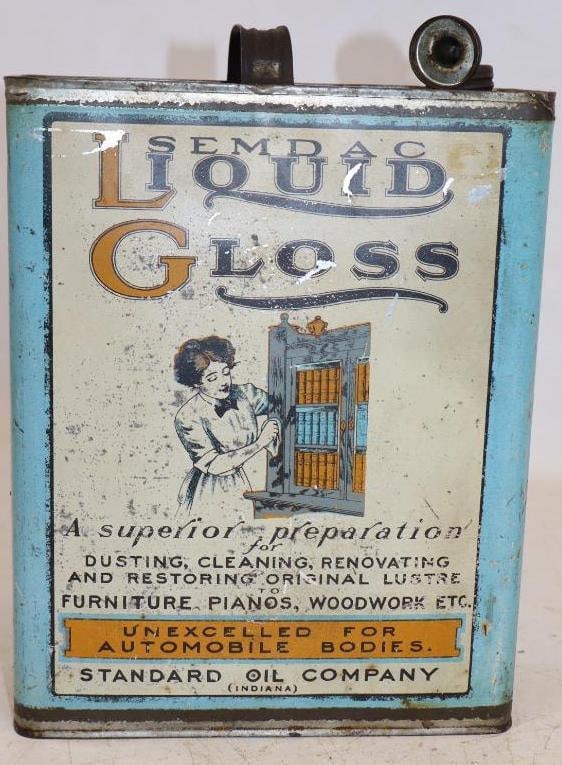 SEMDAC
LIQUID
GLOSS
A superior preparation
for
DUSTING, CLEANING, RENOVATING
AND RESTORING ORIGINAL LUSTRE
TO
FURNITURE, PIANOS, WOODWORK ETC.
UNEXCELLED FOR
AUTOMOBILE BODIES.
STANDARD OIL COMPANY
(INDIANA)